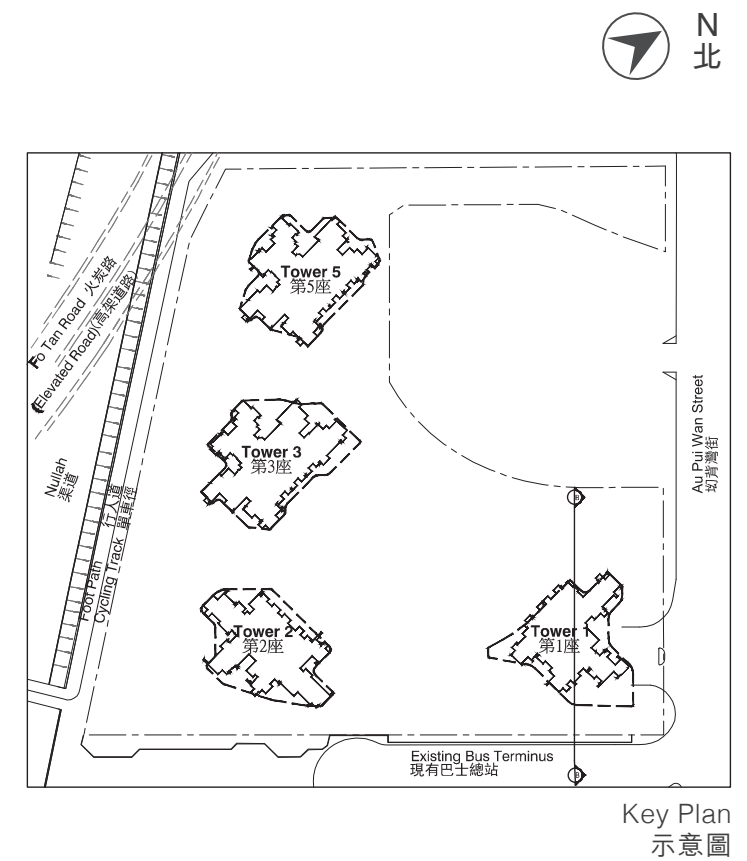 N
北
Tower 5
第5座
Fo Tan Road 火炭路
(Elevated Road)(高架道路)
Tower 3
第3座
Au Pui Wan Street
坳背灣街
Nullah
渠道
Foot Path 行人道
Cycling Track 單車徑
B
Tower 2
第2座
Tower 1
第1座
Existing Bus Terminus
現有巴士總站
B
Key Plan
示意圖